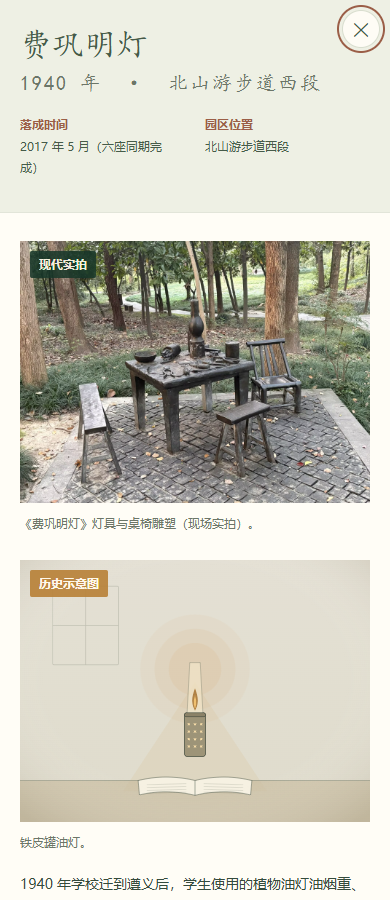 费巩明灯
1940 年 • 北山游步道西段
落成时间
2017 年 5 月（六座同期完
成）
园区位置
北山游步道西段
现代实拍
《费巩明灯》灯具与桌椅雕塑（现场实拍）。
历史示意图
铁皮罐油灯。
1940 年学校迁到遵义后，学生使用的植物油灯油烟重、